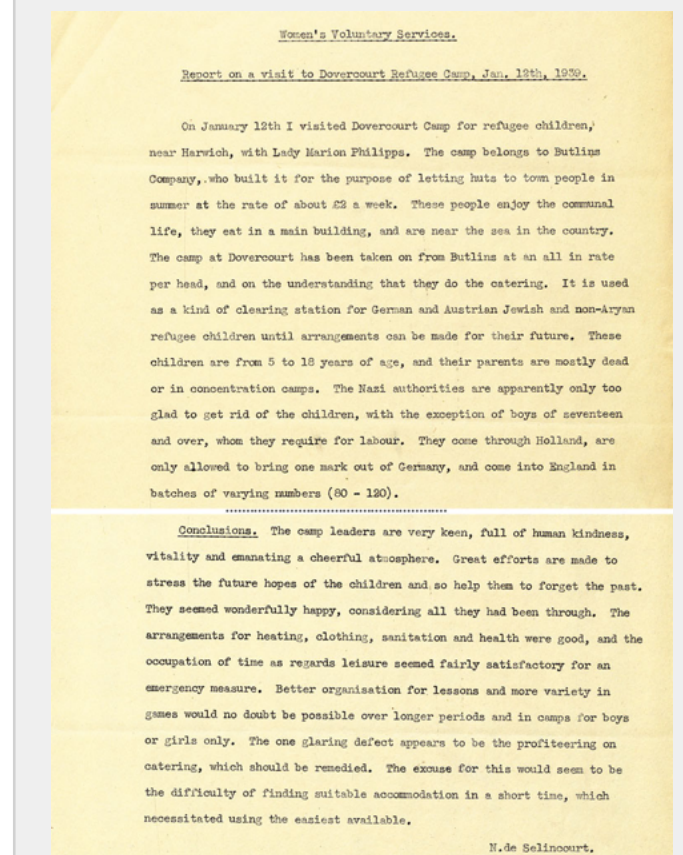 Women's Voluntary Services.
Report on a visit to Dovercourt Refugee Camp, Jan. 12th, 1939.
On January 12th I visited Dovercourt Camp for refugee children,
near Harwich, with Lady Marion Philipps. The camp belongs to Butlins
Company, who built it for the purpose of letting huts to town people in
summer at the rate of about £2 a week. These people enjoy the communal
life, they eat in a main building, and are near the sea in the country.
The camp at Dovercourt has been taken on from Butlins at an all in rate
per head, and on the understanding that they do the catering. It is used
as a kind of clearing station for German and Austrian Jewish and non-Aryan
refugee children until arrangements can be made for their future. These
children are from 5 to 18 years of age, and their parents are mostly dead
or in concentration camps. The Nazi authorities are apparently only too
glad to get rid of the children, with the exception of boys of seventeen
and over, whom they require for labour. They come through Holland, are
only allowed to bring one mark out of Germany, and come into England in
batches of varying numbers (80 - 120).
Conclusions. The camp leaders are very keen, full of human kindness,
vitality and emanating a cheerful atmosphere. Great efforts are made to
stress the future hopes of the children and so help them to forget the past.
They seemed wonderfully happy, considering all they had been through. The
arrangements for heating, clothing, sanitation and health were good, and the
occupation of time as regards leisure seemed fairly satisfactory for an
emergency measure. Better organisation for lessons and more variety in
games would no doubt be possible over longer periods and in camps for boys
or girls only. The one glaring defect appears to be the profiteering on
catering, which should be remedied. The excuse for this would seem to be
the difficulty of finding suitable accommodation in a short time, which
necessitated using the easiest available.
N.de Selincourt.